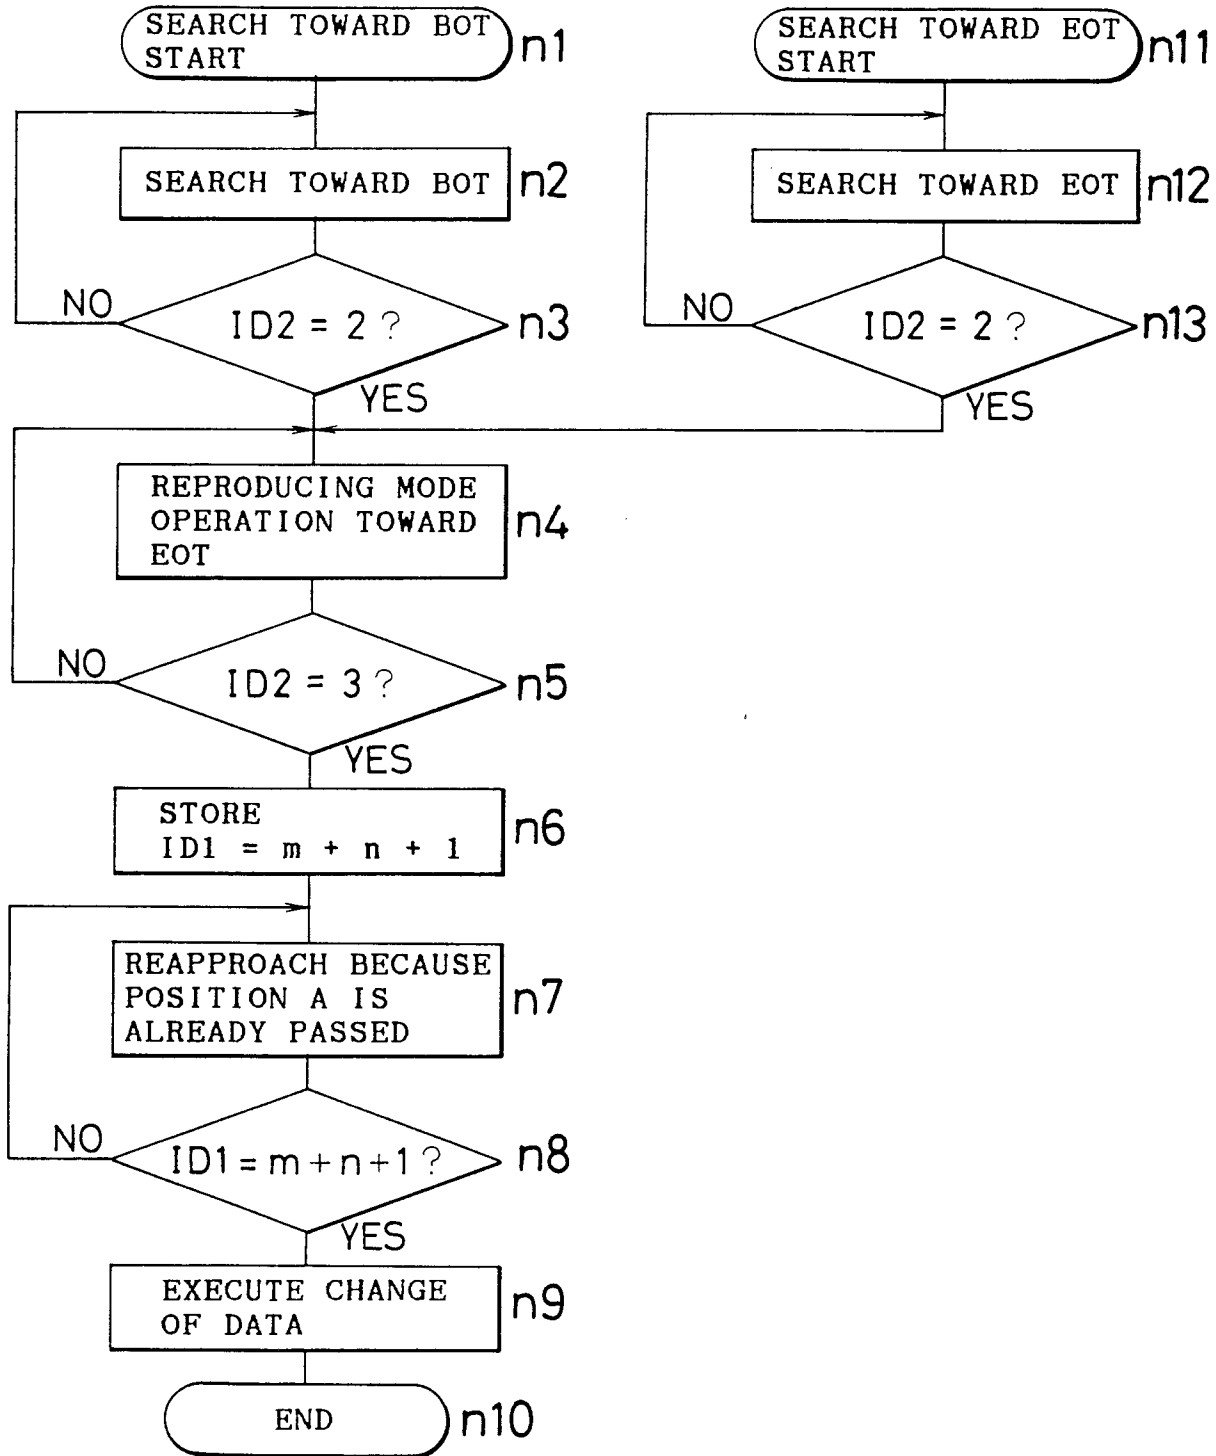 SEARCH TOWARD BOT
START
n1
SEARCH TOWARD BOT
n2
ID2 = 2 ?
n3
NO
YES
SEARCH TOWARD EOT
START
n11
SEARCH TOWARD EOT
n12
ID2 = 2 ?
n13
NO
YES
REPRODUCING MODE
OPERATION TOWARD
EOT
n4
ID2 = 3 ?
n5
NO
YES
STORE
ID1 = m + n + 1
n6
REAPPROACH BECAUSE
POSITION A IS
ALREADY PASSED
n7
ID1 = m + n + 1 ?
n8
NO
YES
EXECUTE CHANGE
OF DATA
n9
END
n10